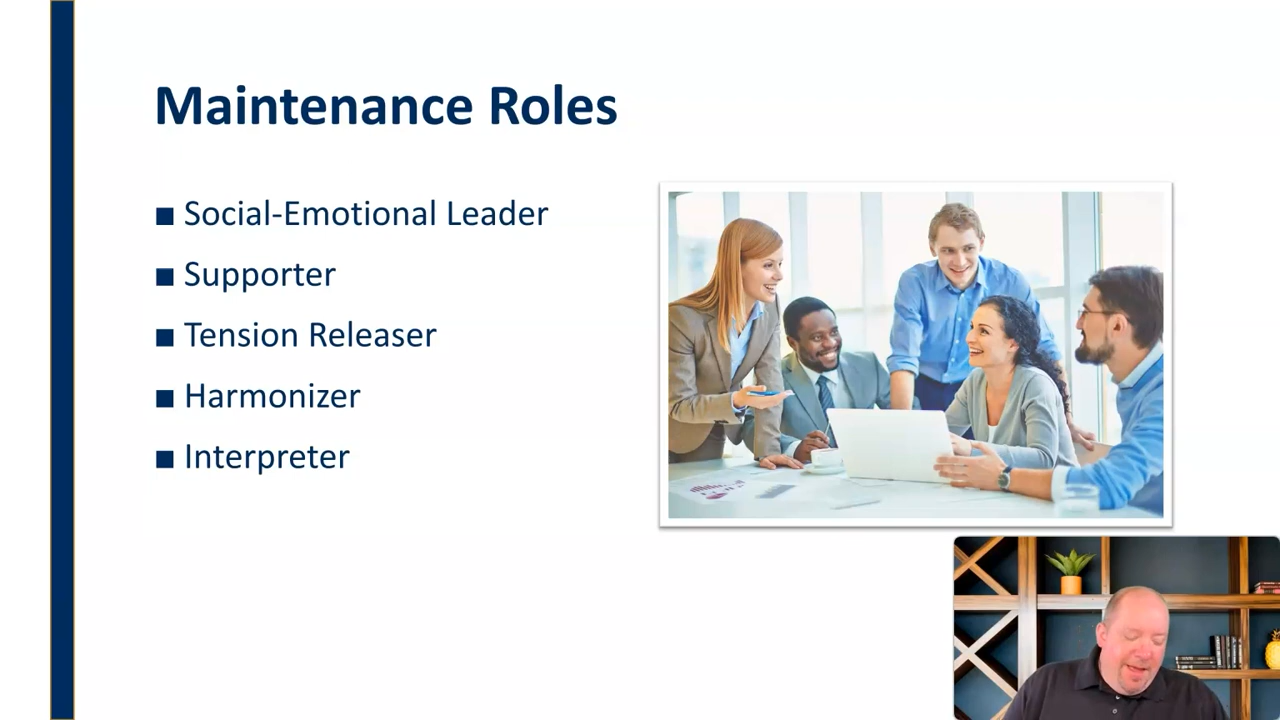 Maintenance Roles
■ Social-Emotional Leader
■ Supporter
■ Tension Releaser
■ Harmonizer
■ Interpreter